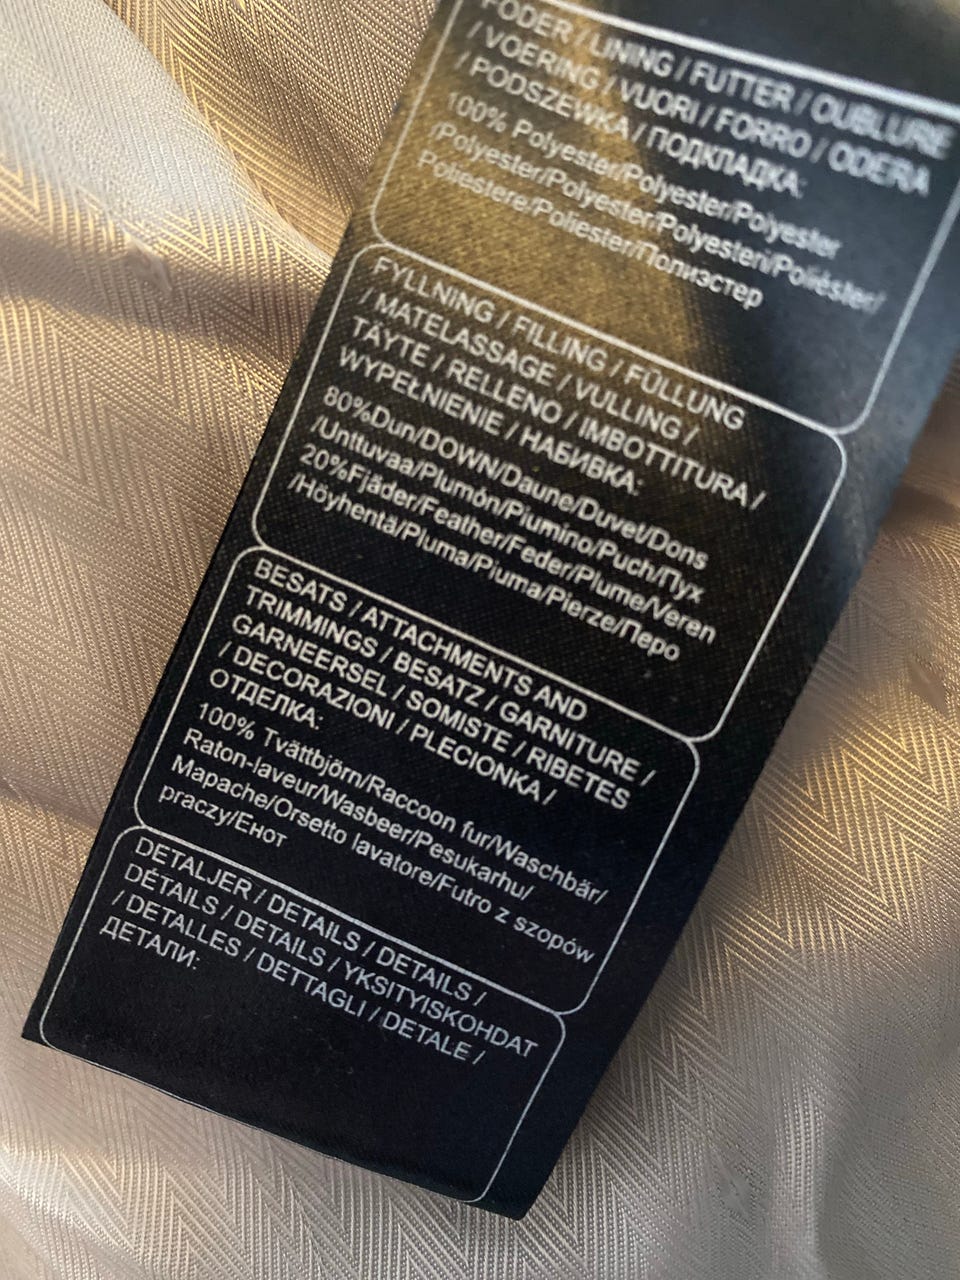 FODER / LINING / FUTTER / OUBLURE
/ VOERING / VUORI / FORRO / ODERA
/ PODSZEWKA / ПОДКЛАДКА:
100% Polyester/Polyester/Polyester
/Polyester/Polyester/Polyesteri/Poliéster/
Poliestere/Poliester/Полиэстер
FYLLNING / FILLING / FÜLLUNG
/ MATELASSAGE / VULLING /
TÄYTE / RELLENO / IMBOTTITURA /
WYPEŁNIENIE / НАБИВКА:
80%Dun/DOWN/Daune/Duvet/Dons
/Unttuvaa/Plumón/Piumino/Puch/Пух
20%Fjäder/Feather/Feder/Plume/Veren
/Höyhentä/Pluma/Piuma/Pierze/Перо
BESATS / ATTACHMENTS AND
TRIMMINGS / BESATZ / GARNITURE /
GARNEERSEL / SOMISTE / RIBETES
/ DECORAZIONI / PLECIONKA /
ОТДЕЛКА:
100% Tvättbjörn/Raccoon fur/Waschbär/
Raton-laveur/Wasbeer/Pesukarhu/
Mapache/Orsetto lavatore/Futro z szopów
praczy/Енот
DETALJER / DETAILS / DETAILS /
DÉTAILS / DETAILS / YKSITYISKOHDAT
/ DETALLES / DETTAGLI / DETALE /
ДЕТАЛИ: